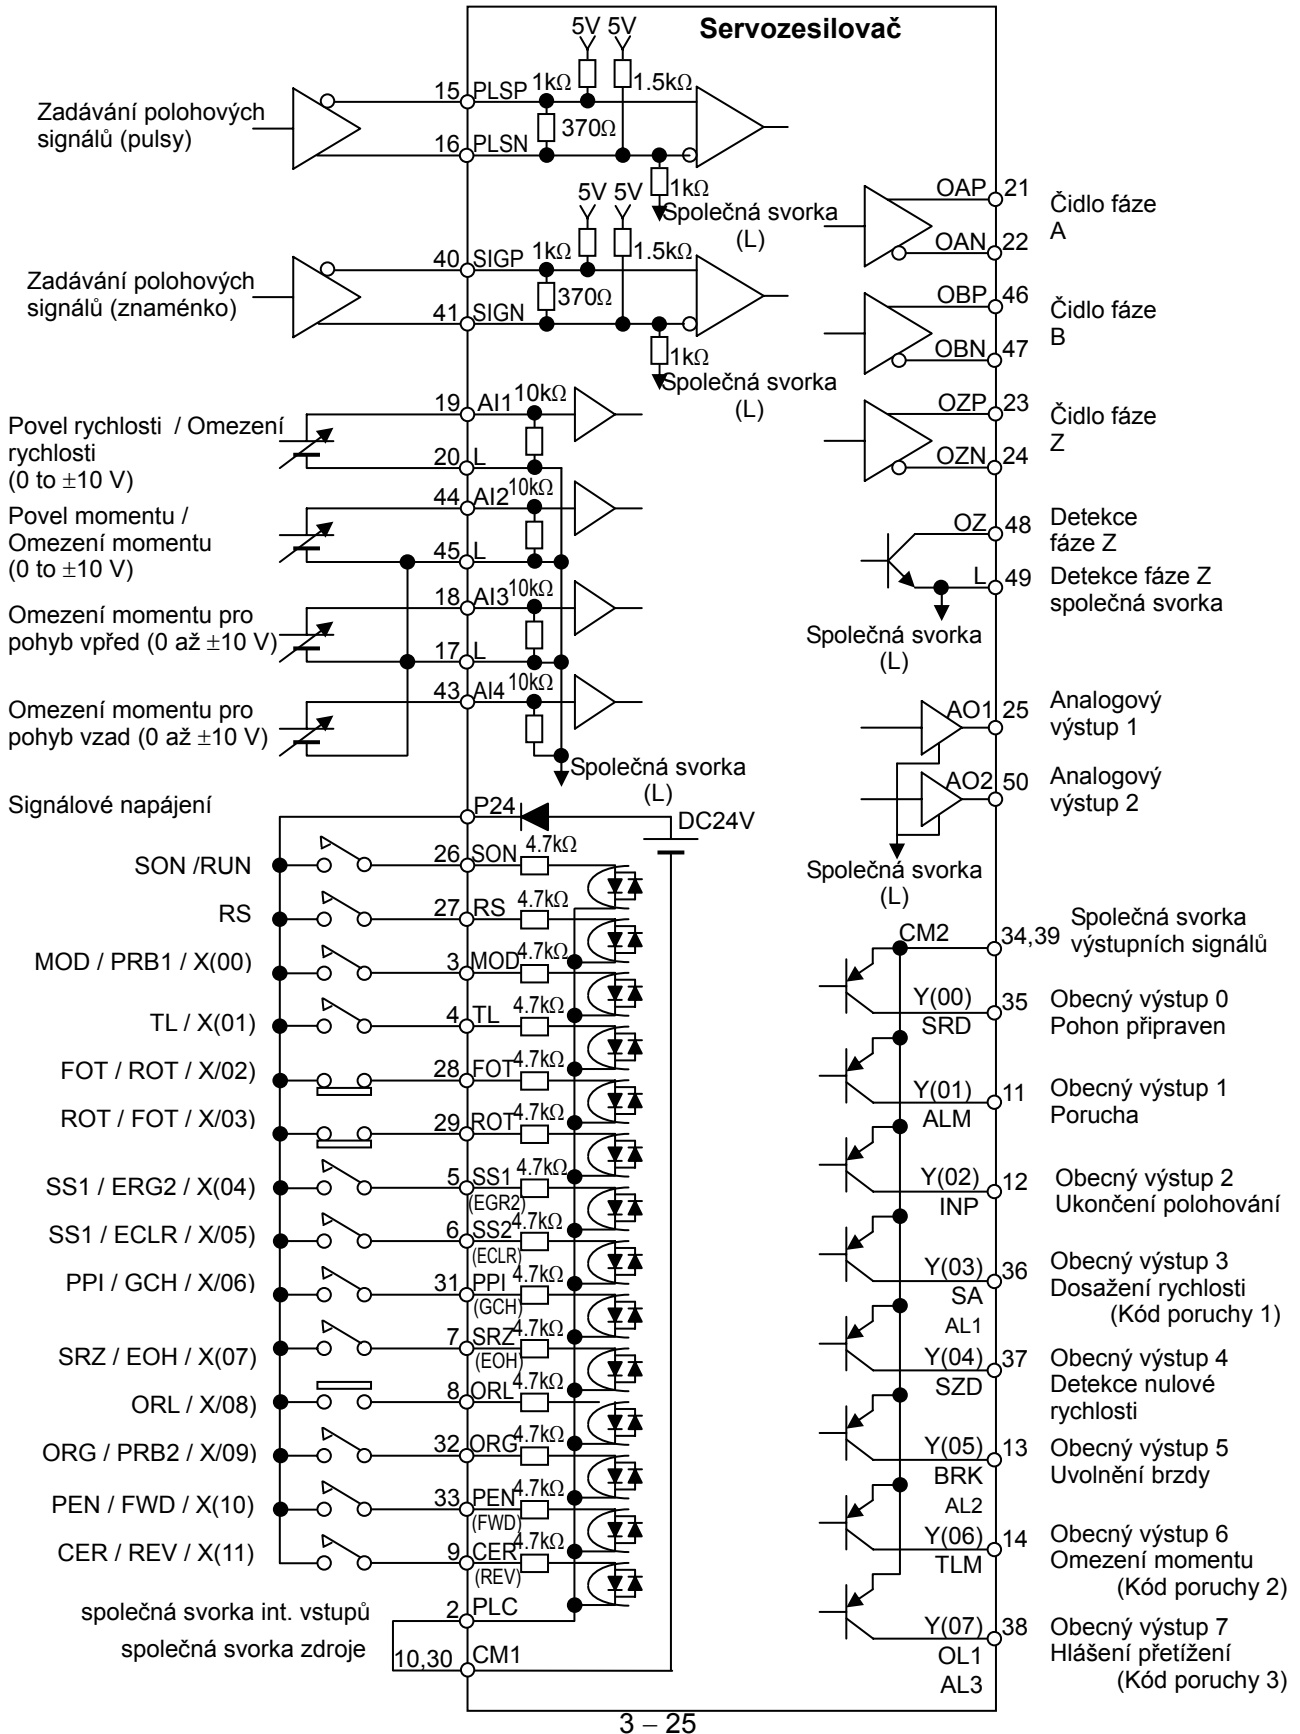 Servozesilovač
5V 5V
Zadávání polohových
signálů (pulsy)
15 PLSP 1kΩ 1.5kΩ
370Ω
16 PLSN
1kΩ
Společná svorka
(L)
5V 5V
Zadávání polohových
signálů (znaménko)
40 SIGP 1kΩ 1.5kΩ
370Ω
41 SIGN
1kΩ
Společná svorka
(L)
Povel rychlosti / Omezení
rychlosti
(0 to ±10 V)
19 AI1 10kΩ
20 L
Povel momentu /
Omezení momentu
(0 to ±10 V)
44 AI2 10kΩ
45 L
Omezení momentu pro
pohyb vpřed (0 až ±10 V)
18 AI3 10kΩ
17 L
Omezení momentu pro
pohyb vzad (0 až ±10 V)
43 AI4 10kΩ
Společná svorka
(L)
Signálové napájení
P24
DC24V
SON /RUN 26 SON 4.7kΩ
RS 27 RS 4.7kΩ
MOD / PRB1 / X(00) 3 MOD 4.7kΩ
TL / X(01) 4 TL 4.7kΩ
FOT / ROT / X/02) 28 FOT 4.7kΩ
ROT / FOT / X/03) 29 ROT 4.7kΩ
SS1 / ERG2 / X(04) 5 SS1 4.7kΩ
(EGR2)
SS1 / ECLR / X/05) 6 SS2 4.7kΩ
(ECLR)
PPI / GCH / X/06) 31 PPI 4.7kΩ
(GCH)
SRZ / EOH / X(07) 7 SRZ 4.7kΩ
(EOH)
ORL / X/08) 8 ORL 4.7kΩ
ORG / PRB2 / X/09) 32 ORG 4.7kΩ
PEN / FWD / X(10) 33 PEN 4.7kΩ
(FWD)
CER / REV / X(11) 9 CER 4.7kΩ
(REV)
společná svorka int. vstupů 2 PLC
společná svorka zdroje 10,30 CM1
OAP 21 Čidlo fáze
A
OAN 22
OBP 46 Čidlo fáze
B
OBN 47
OZP 23 Čidlo fáze
Z
OZN 24
OZ 48 Detekce
fáze Z
L 49 Detekce fáze Z
společná svorka
Společná svorka
(L)
AO1 25 Analogový
výstup 1
AO2 50 Analogový
výstup 2
Společná svorka
(L)
CM2 34,39 Společná svorka
výstupních signálů
Y(00) 35 Obecný výstup 0
SRD Pohon připraven
Y(01) 11 Obecný výstup 1
ALM Porucha
Y(02) 12 Obecný výstup 2
INP Ukončení polohování
Y(03) 36 Obecný výstup 3
SA Dosažení rychlosti
AL1 (Kód poruchy 1)
Y(04) 37 Obecný výstup 4
SZD Detekce nulové
rychlosti
Y(05) 13 Obecný výstup 5
BRK Uvolnění brzdy
AL2
Y(06) 14 Obecný výstup 6
TLM Omezení momentu
(Kód poruchy 2)
Y(07) 38 Obecný výstup 7
OL1 Hlášení přetížení
AL3 (Kód poruchy 3)
3 – 25